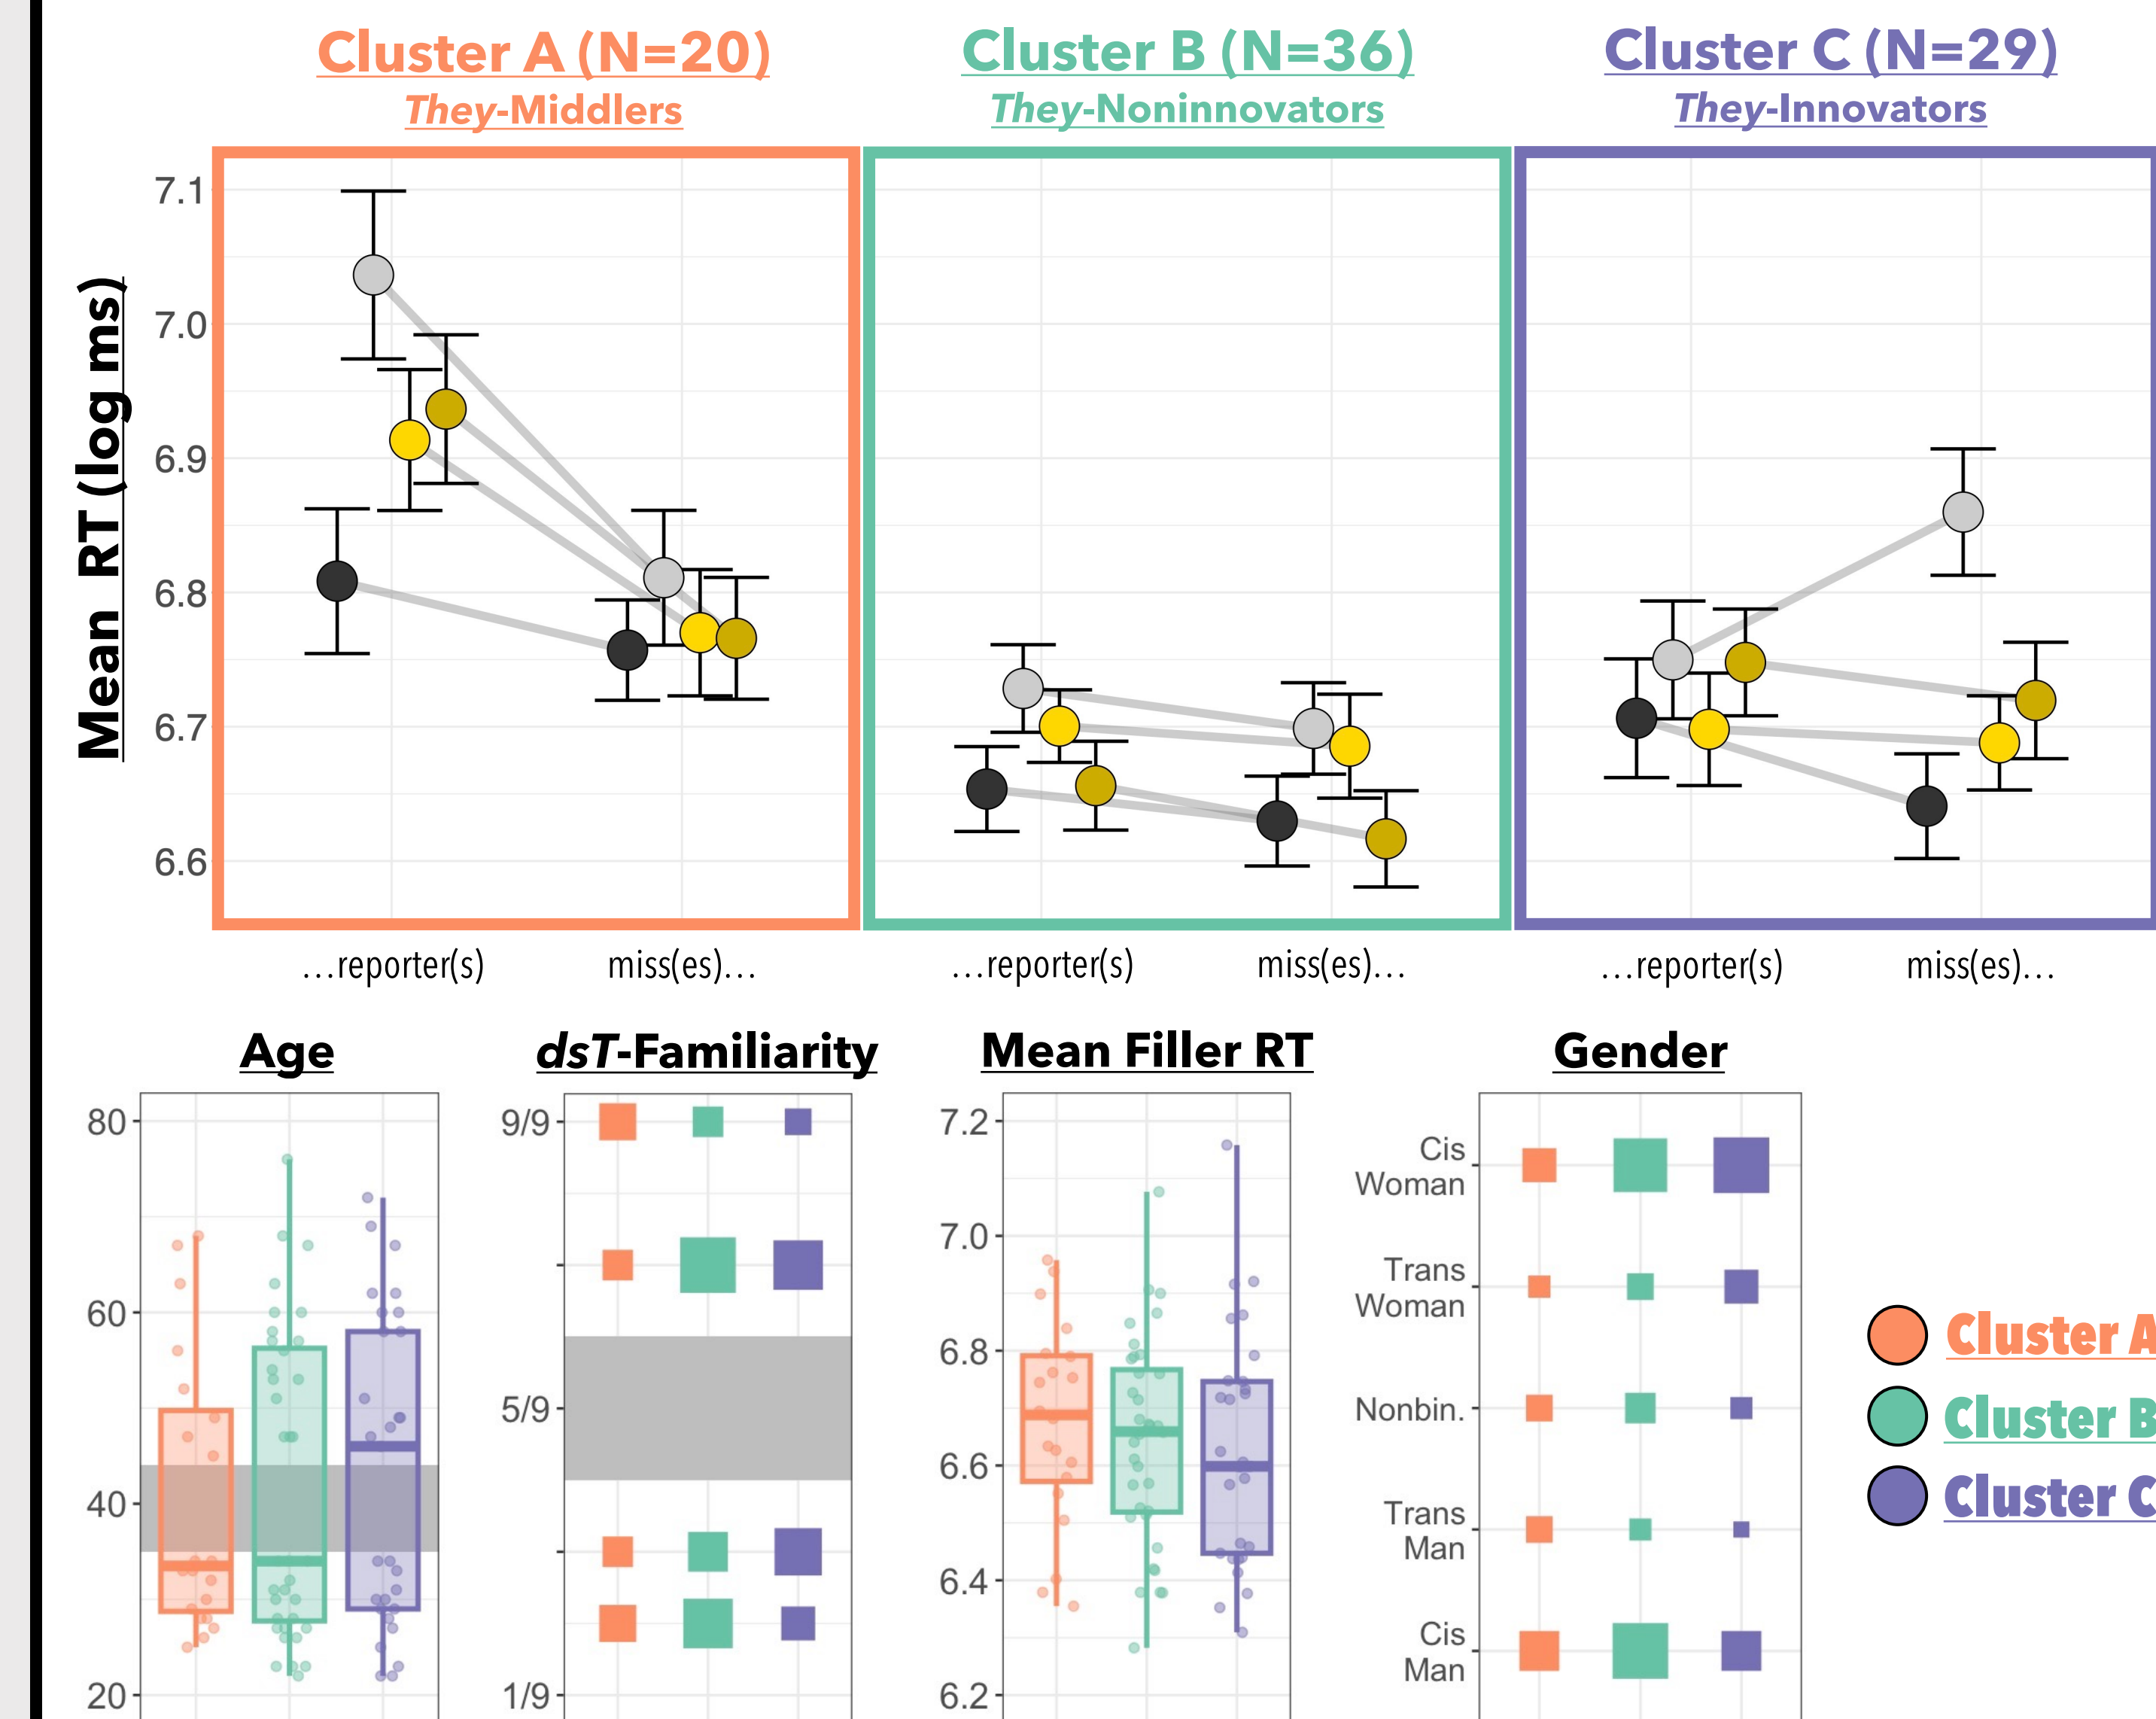 Cluster A (N=20)
They-Middlers
Cluster B (N=36)
They-Noninnovators
Cluster C (N=29)
They-Innovators
Mean RT (log ms)
7.1
7.0
6.9
6.8
6.7
6.6
...reporter(s)
miss(es)...
...reporter(s)
miss(es)...
...reporter(s)
miss(es)...
Age
80
60
40
20
dsT-Familiarity
9/9
5/9
1/9
Mean Filler RT
7.2
7.0
6.8
6.6
6.4
6.2
Gender
Cis
Woman
Trans
Woman
Nonbin.
Trans
Man
Cis
Man
Cluster A
Cluster B
Cluster C